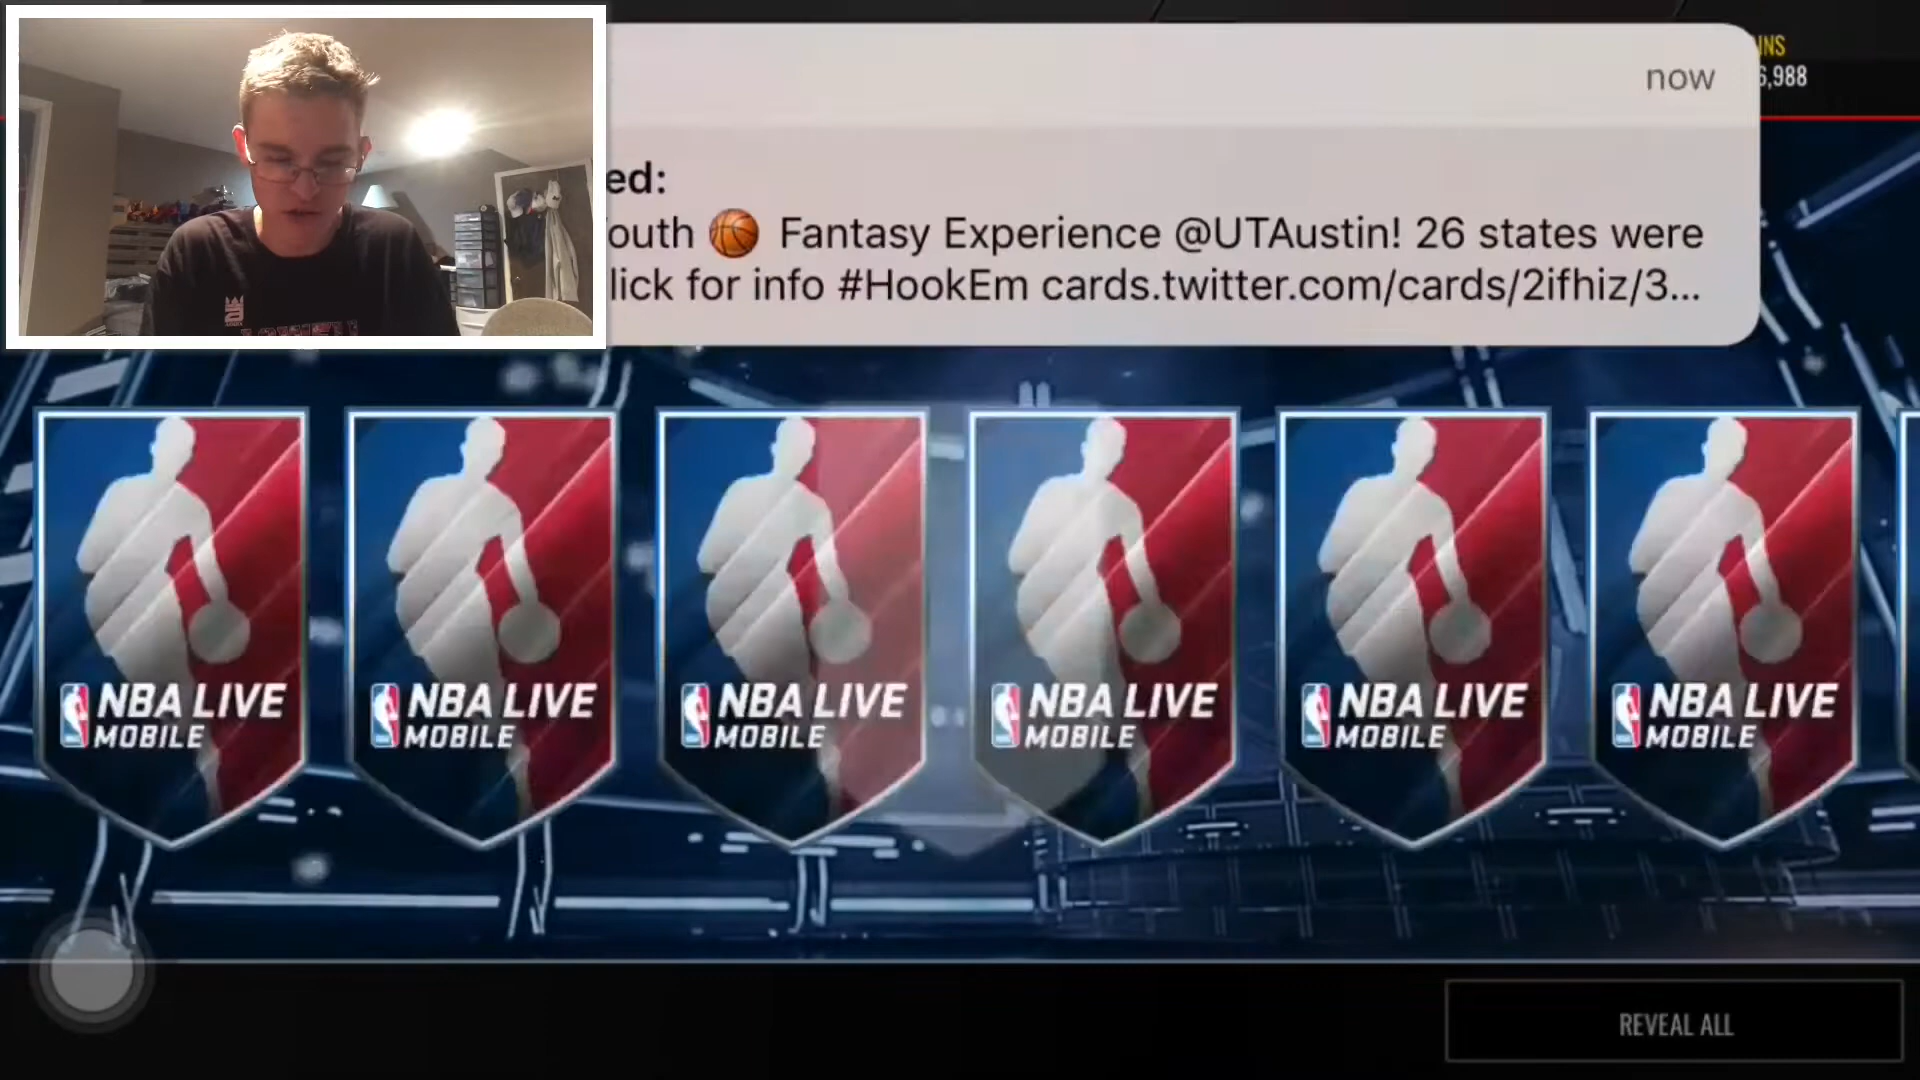 INS
now
6,988
ed:
outh 🏀 Fantasy Experience @UTAustin! 26 states were
lick for info #HookEm cards.twitter.com/cards/2ifhiz/3...
NBA LIVE
MOBILE
NBA LIVE
MOBILE
NBA LIVE
MOBILE
NBA LIVE
MOBILE
NBA LIVE
MOBILE
NBA LIVE
MOBILE
REVEAL ALL